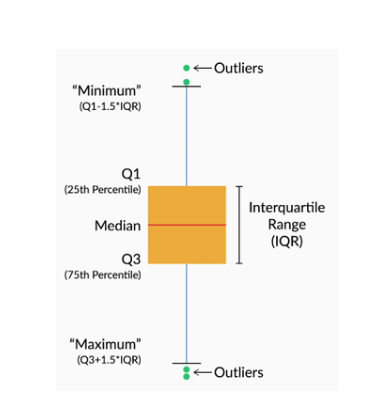 Outliers
“Minimum”
(Q1-1.5*IQR)
Q1
(25th Percentile)
Interquartile
Range
(IQR)
Median
Q3
(75th Percentile)
“Maximum”
(Q3+1.5*IQR)
Outliers